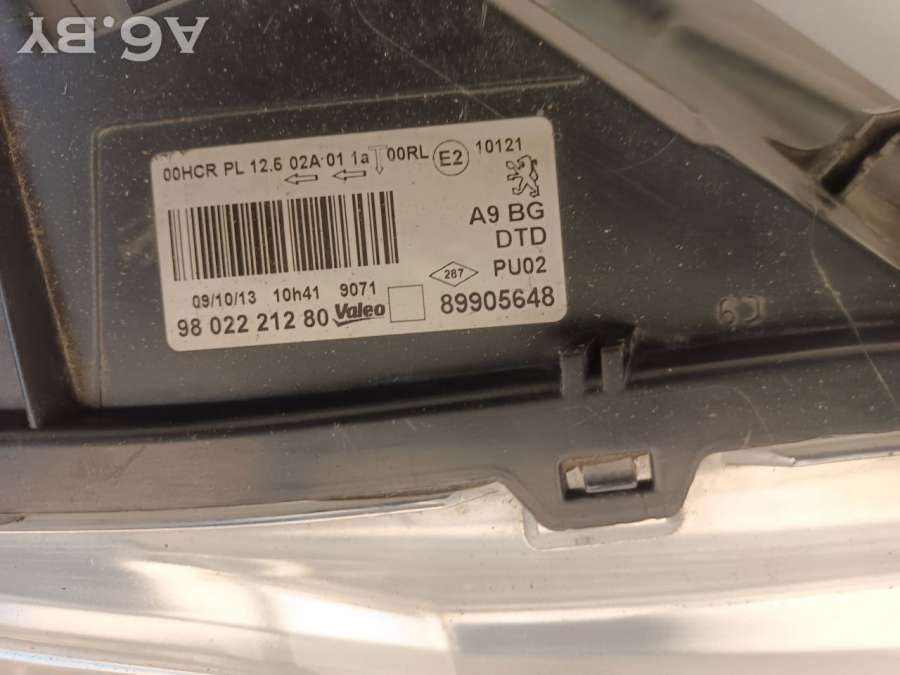 A6.BY
00HCR PL 12.5 02A 01 1a 00RL E2 10121
A9 BG
DTD
287 PU02
09/10/13 10h41 9071
98 022 212 80 Valeo 89905648